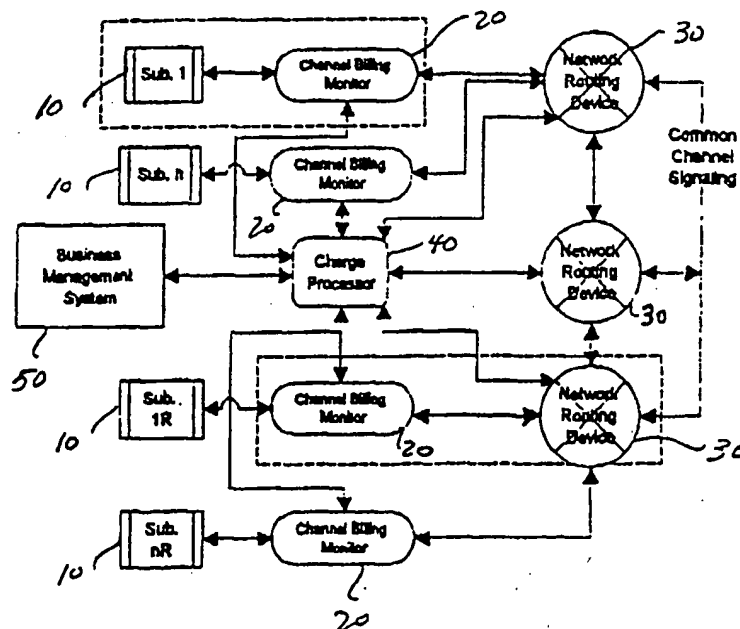 20
30
10
Sub. 1
Channel Billing
Monitor
Network
Routing
Device
Common
Channel
Signaling
10
Sub. n
Channel Billing
Monitor
20
40
Business
Management
System
Charge
Processor
Network
Routing
Device
30
50
10
Sub.
1R
Channel Billing
Monitor
20
Network
Routing
Device
30
10
Sub.
nR
Channel Billing
Monitor
20